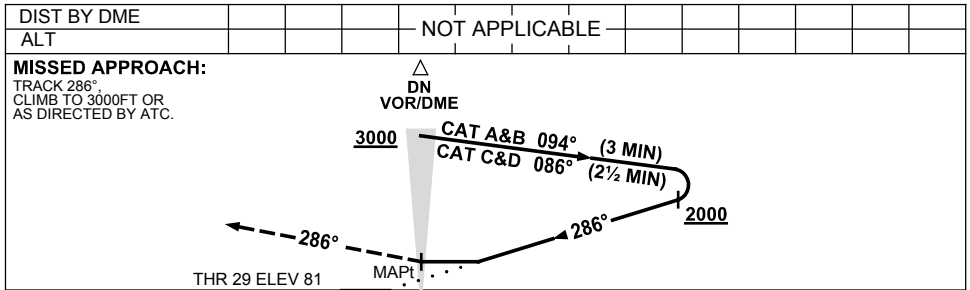 DIST BY DME
ALT
NOT APPLICABLE
MISSED APPROACH:
TRACK 286°,
CLIMB TO 3000FT OR
AS DIRECTED BY ATC.
DN
VOR/DME
3000
CAT A&B 094° (3 MIN)
CAT C&D 086° (2½ MIN)
2000
286°
286°
MAPt
THR 29 ELEV 81